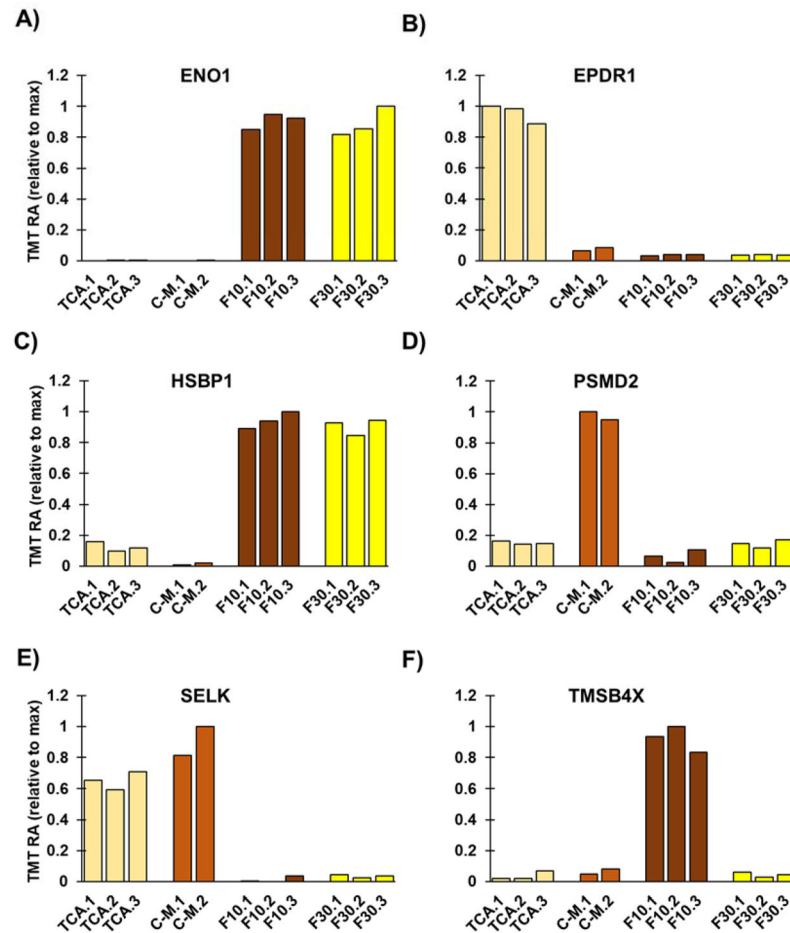 A)
ENO1
TMT RA (relative to max)
1.2
1
0.8
0.6
0.4
0.2
0
TCA.1
TCA.2
TCA.3
C-M.1
C-M.2
F10.1
F10.2
F10.3
F30.1
F30.2
F30.3
B)
EPDR1
1.2
1
0.8
0.6
0.4
0.2
0
TCA.1
TCA.2
TCA.3
C-M.1
C-M.2
F10.1
F10.2
F10.3
F30.1
F30.2
F30.3
C)
HSBP1
TMT RA (relative to max)
1.2
1
0.8
0.6
0.4
0.2
0
TCA.1
TCA.2
TCA.3
C-M.1
C-M.2
F10.1
F10.2
F10.3
F30.1
F30.2
F30.3
D)
PSMD2
1.2
1
0.8
0.6
0.4
0.2
0
TCA.1
TCA.2
TCA.3
C-M.1
C-M.2
F10.1
F10.2
F10.3
F30.1
F30.2
F30.3
E)
SELK
TMT RA (relative to max)
1.2
1
0.8
0.6
0.4
0.2
0
TCA.1
TCA.2
TCA.3
C-M.1
C-M.2
F10.1
F10.2
F10.3
F30.1
F30.2
F30.3
F)
TMSB4X
1.2
1
0.8
0.6
0.4
0.2
0
TCA.1
TCA.2
TCA.3
C-M.1
C-M.2
F10.1
F10.2
F10.3
F30.1
F30.2
F30.3